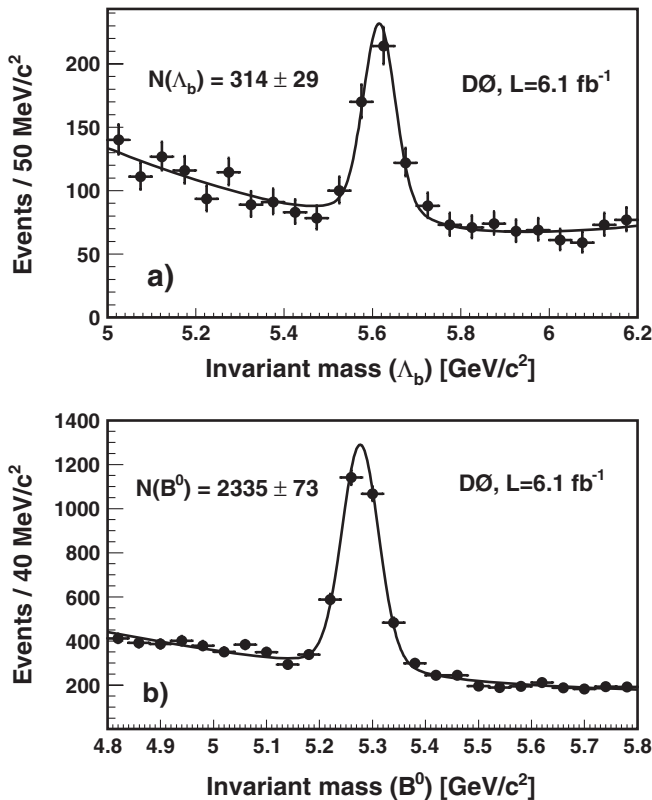 Events / 50 MeV/c²
200
150
100
50
0
N(Λb) = 314 ± 29
DØ, L=6.1 fb⁻¹
a)
5 5.2 5.4 5.6 5.8 6 6.2
Invariant mass (Λb) [GeV/c²]
Events / 40 MeV/c²
1400
1200
1000
800
600
400
200
N(B⁰) = 2335 ± 73
DØ, L=6.1 fb⁻¹
b)
4.8 4.9 5 5.1 5.2 5.3 5.4 5.5 5.6 5.7 5.8
Invariant mass (B⁰) [GeV/c²]